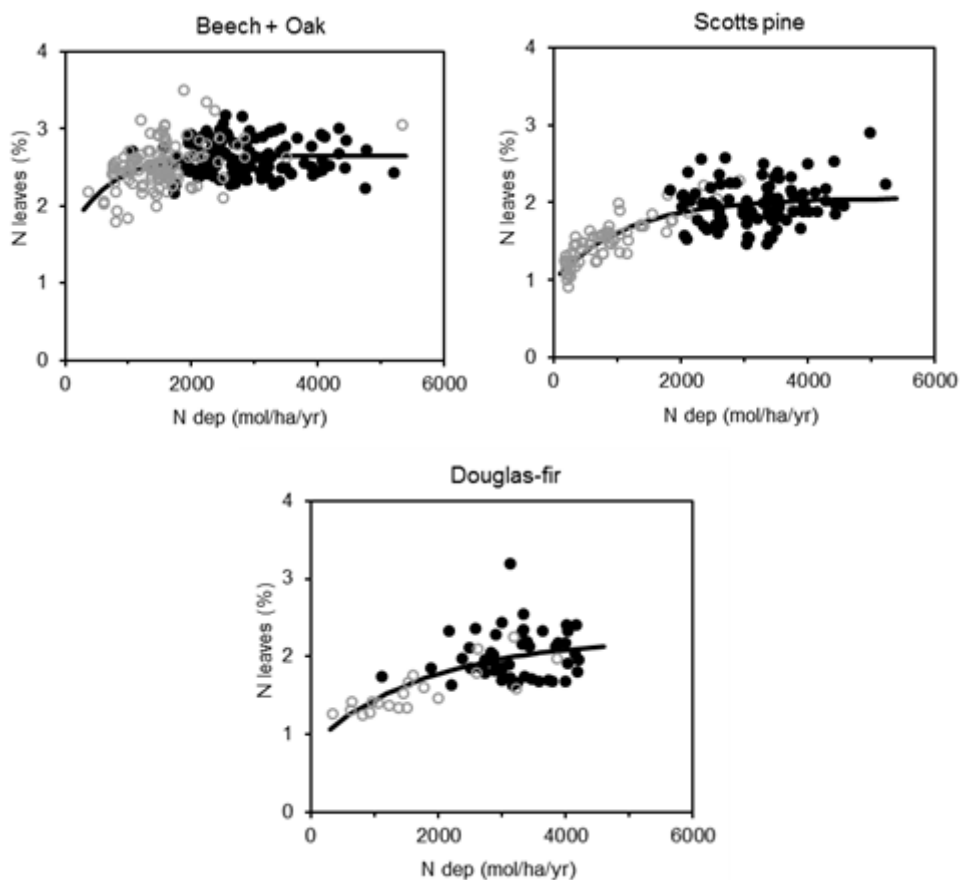 Beech + Oak
4
3
2
1
0
N leaves (%)
0 2000 4000 6000
N dep (mol/ha/yr)
Scotts pine
4
3
2
1
0
N leaves (%)
0 2000 4000 6000
N dep (mol/ha/yr)
Douglas-fir
4
3
2
1
0
N leaves (%)
0 2000 4000 6000
N dep (mol/ha/yr)